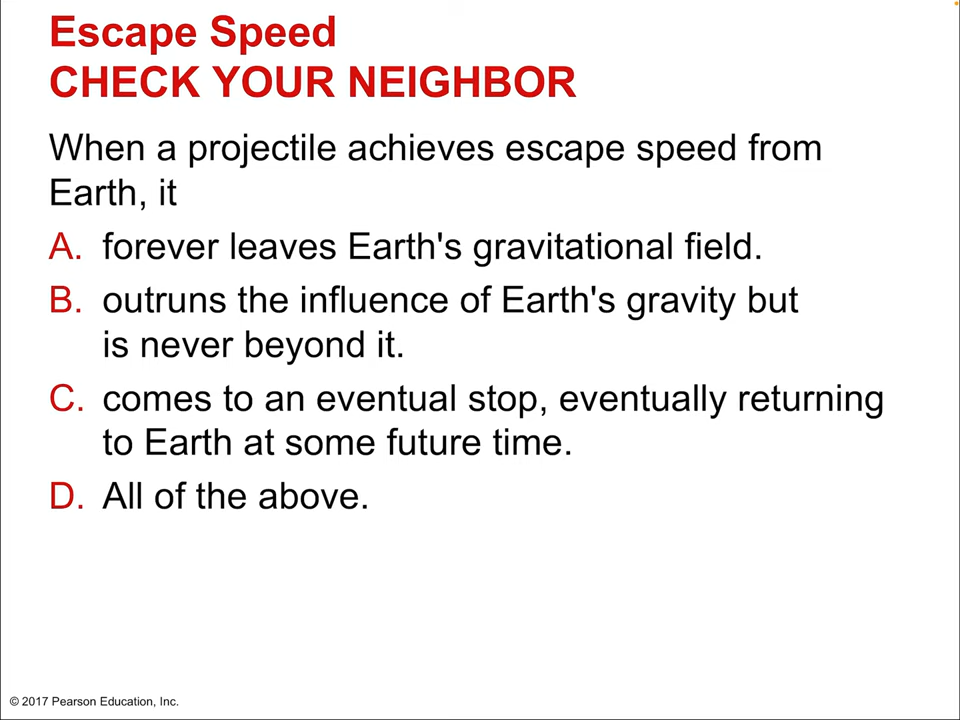 Escape Speed
CHECK YOUR NEIGHBOR
When a projectile achieves escape speed from
Earth, it
A. forever leaves Earth's gravitational field.
B. outruns the influence of Earth's gravity but
is never beyond it.
C. comes to an eventual stop, eventually returning
to Earth at some future time.
D. All of the above.
© 2017 Pearson Education, Inc.